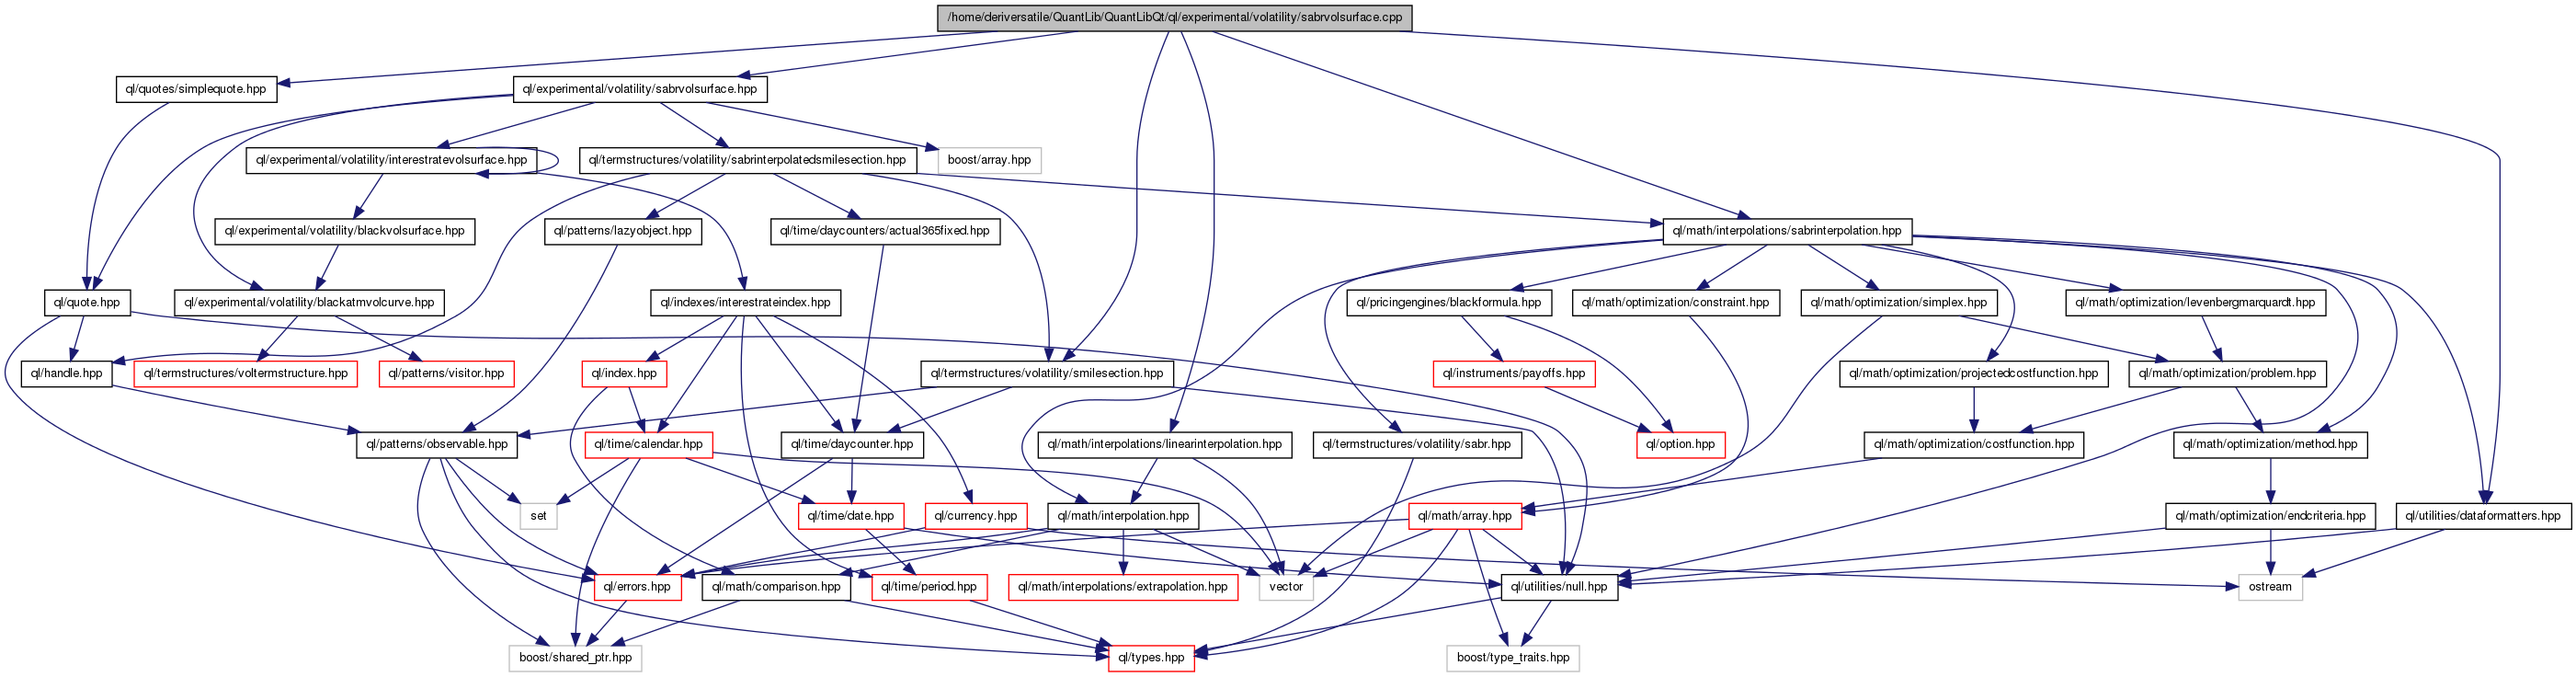 /home/deriversatile/QuantLib/QuantLibQt/ql/experimental/volatility/sabrvolsurface.cpp
ql/quotes/simplequote.hpp
ql/experimental/volatility/sabrvolsurface.hpp
ql/experimental/volatility/interestratevolsurface.hpp
ql/termstructures/volatility/sabrinterpolatedsmilesection.hpp
boost/array.hpp
ql/experimental/volatility/blackvolsurface.hpp
ql/patterns/lazyobject.hpp
ql/time/daycounters/actual365fixed.hpp
ql/math/interpolations/sabrinterpolation.hpp
ql/quote.hpp
ql/experimental/volatility/blackatmvolcurve.hpp
ql/indexes/interestrateindex.hpp
ql/pricingengines/blackformula.hpp
ql/math/optimization/constraint.hpp
ql/math/optimization/simplex.hpp
ql/math/optimization/levenbergmarquardt.hpp
ql/handle.hpp
ql/termstructures/voltermstructure.hpp
ql/patterns/visitor.hpp
ql/index.hpp
ql/termstructures/volatility/smilesection.hpp
ql/instruments/payoffs.hpp
ql/math/optimization/projectedcostfunction.hpp
ql/math/optimization/problem.hpp
ql/patterns/observable.hpp
ql/time/calendar.hpp
ql/time/daycounter.hpp
ql/math/interpolations/linearinterpolation.hpp
ql/termstructures/volatility/sabr.hpp
ql/option.hpp
ql/math/optimization/costfunction.hpp
ql/math/optimization/method.hpp
set
ql/time/date.hpp
ql/currency.hpp
ql/math/interpolation.hpp
ql/math/array.hpp
ql/math/optimization/endcriteria.hpp
ql/utilities/dataformatters.hpp
ql/errors.hpp
ql/math/comparison.hpp
ql/time/period.hpp
ql/math/interpolations/extrapolation.hpp
vector
ql/utilities/null.hpp
ostream
boost/shared_ptr.hpp
ql/types.hpp
boost/type_traits.hpp